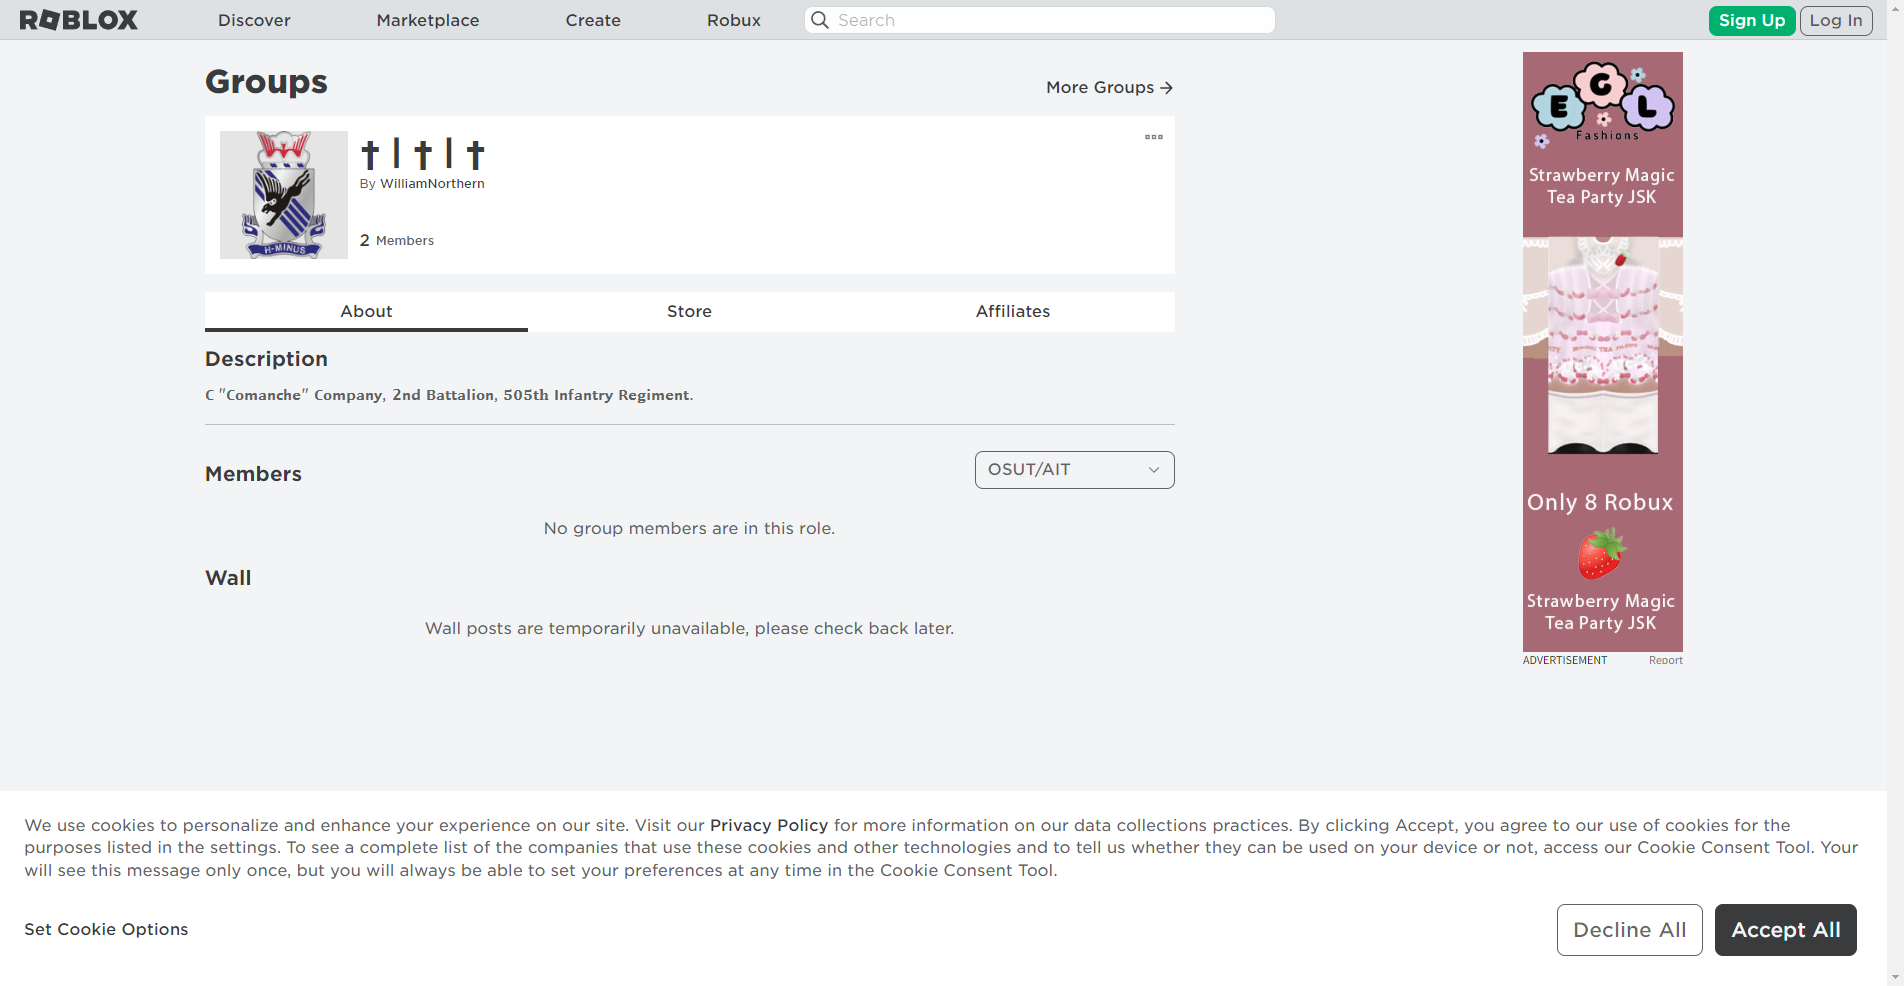 ROBLOX
Discover
Marketplace
Create
Robux
Search
Sign Up
Log In
Groups
More Groups →
† | † | †
By WilliamNorthern
2 Members
H-MINUS
About
Store
Affiliates
Description
C "Comanche" Company, 2nd Battalion, 505th Infantry Regiment.
Members
OSUT/AIT
No group members are in this role.
Wall
Wall posts are temporarily unavailable, please check back later.
EGL
Fashions
Strawberry Magic
Tea Party JSK
Only 8 Robux
Strawberry Magic
Tea Party JSK
ADVERTISEMENT
Report
We use cookies to personalize and enhance your experience on our site. Visit our Privacy Policy for more information on our data collections practices. By clicking Accept, you agree to our use of cookies for the
purposes listed in the settings. To see a complete list of the companies that use these cookies and other technologies and to tell us whether they can be used on your device or not, access our Cookie Consent Tool. Your
will see this message only once, but you will always be able to set your preferences at any time in the Cookie Consent Tool.
Set Cookie Options
Decline All
Accept All